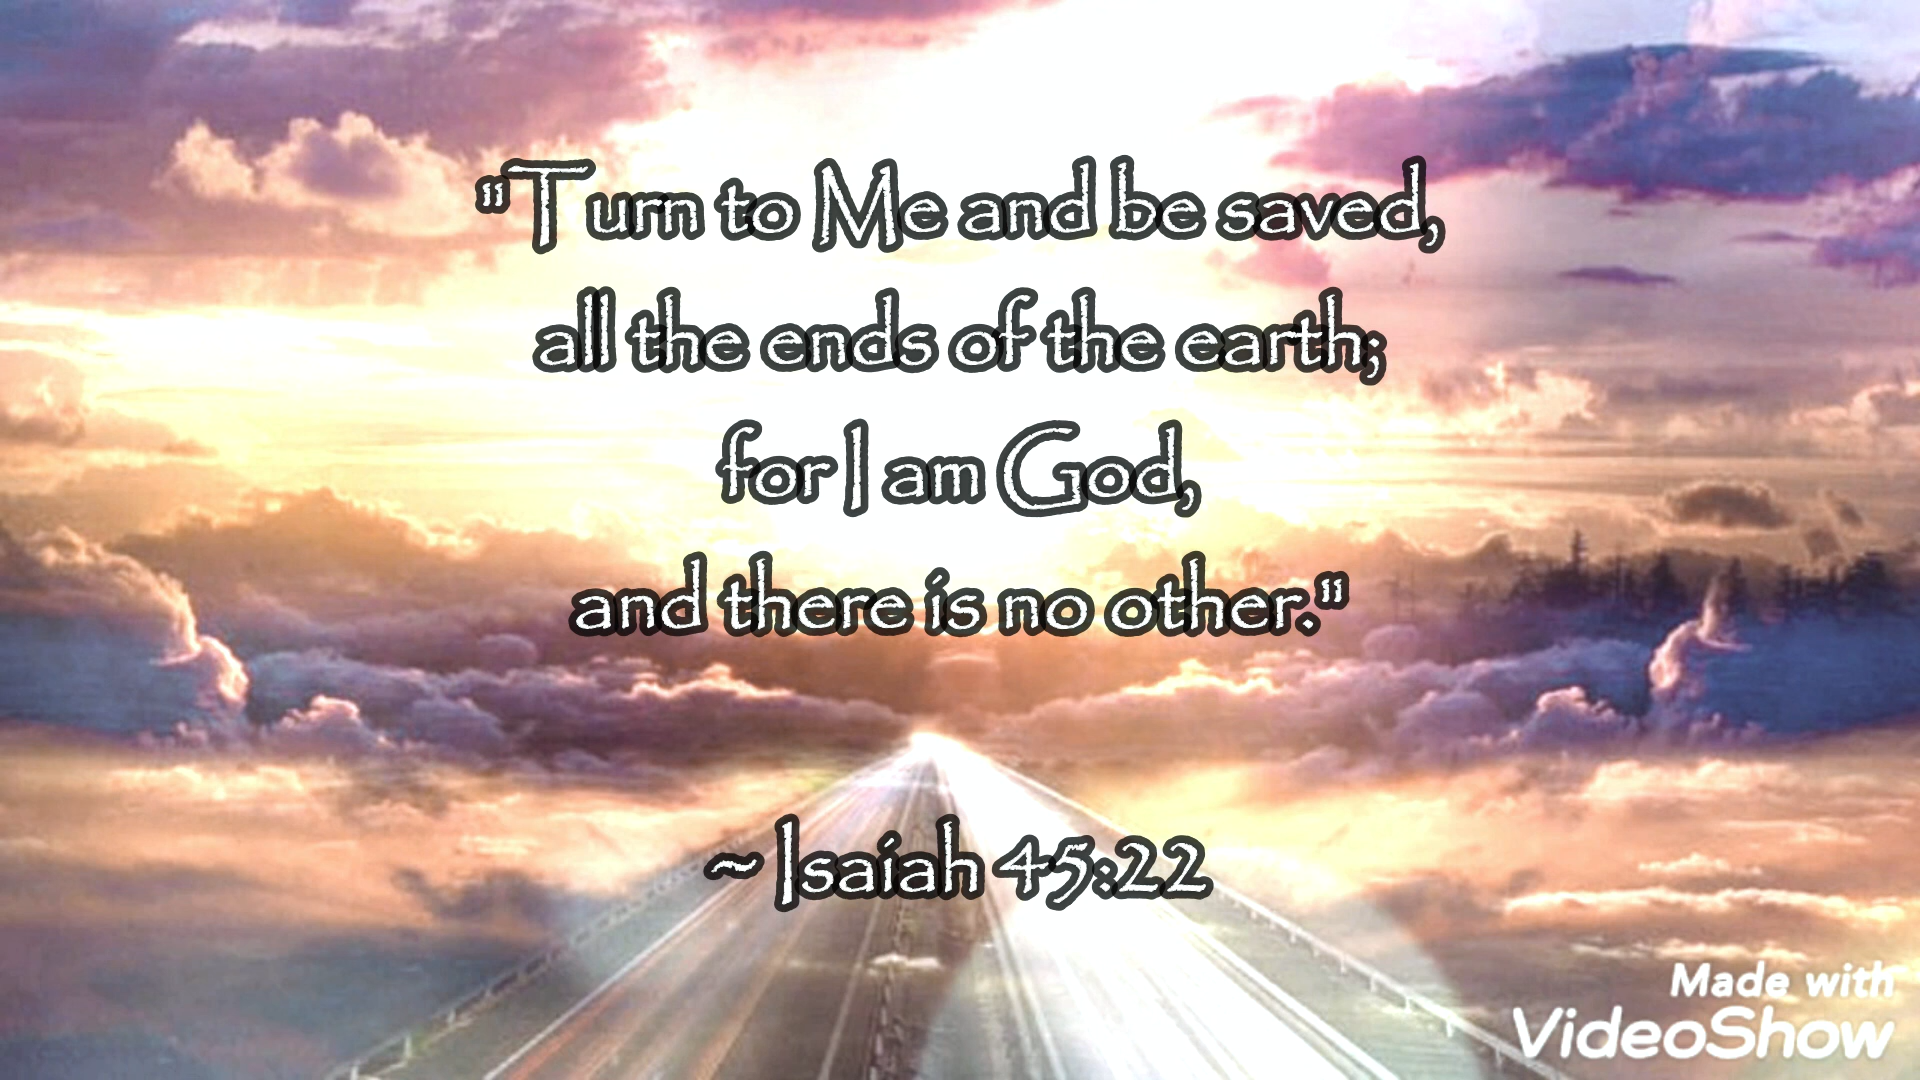 "Turn to Me and be saved,
all the ends of the earth;
for I am God,
and there is no other."
~ Isaiah 45:22
Made with
VideoShow